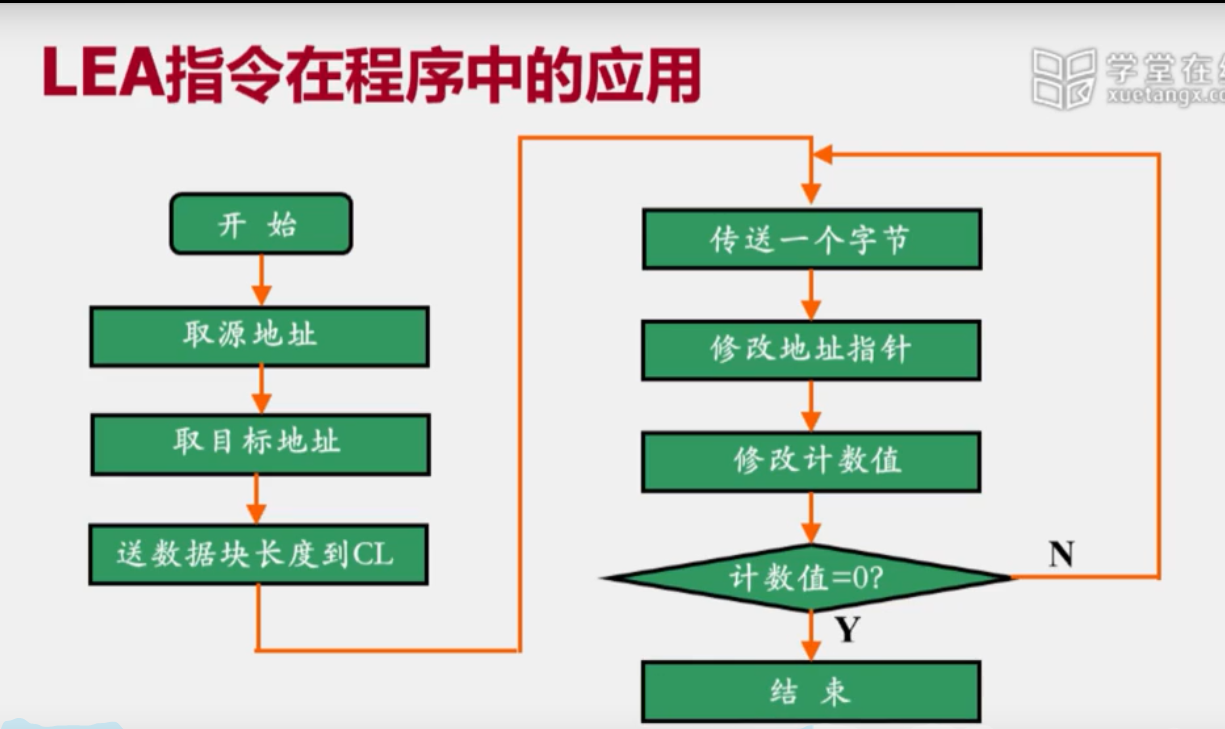 LEA指令在程序中的应用
学堂在
xuetangx.co
开 始
取源地址
取目标地址
送数据块长度到CL
传送一个字节
修改地址指针
修改计数值
计数值=0?
N
Y
结 束